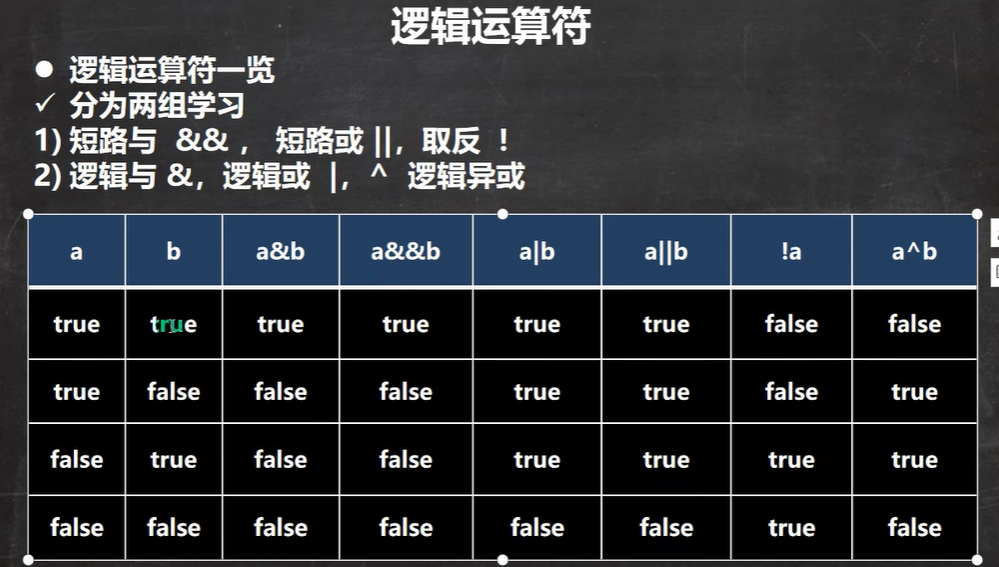 逻辑运算符
● 逻辑运算符一览
✓ 分为两组学习
1) 短路与 && ， 短路或 ||，取反 ！
2) 逻辑与 &，逻辑或 |，^ 逻辑异或
a b a&b a&&b a|b a||b !a a^b
true true true true true true false false
true false false false true true false true
false true false false true true true true
false false false false false false true false